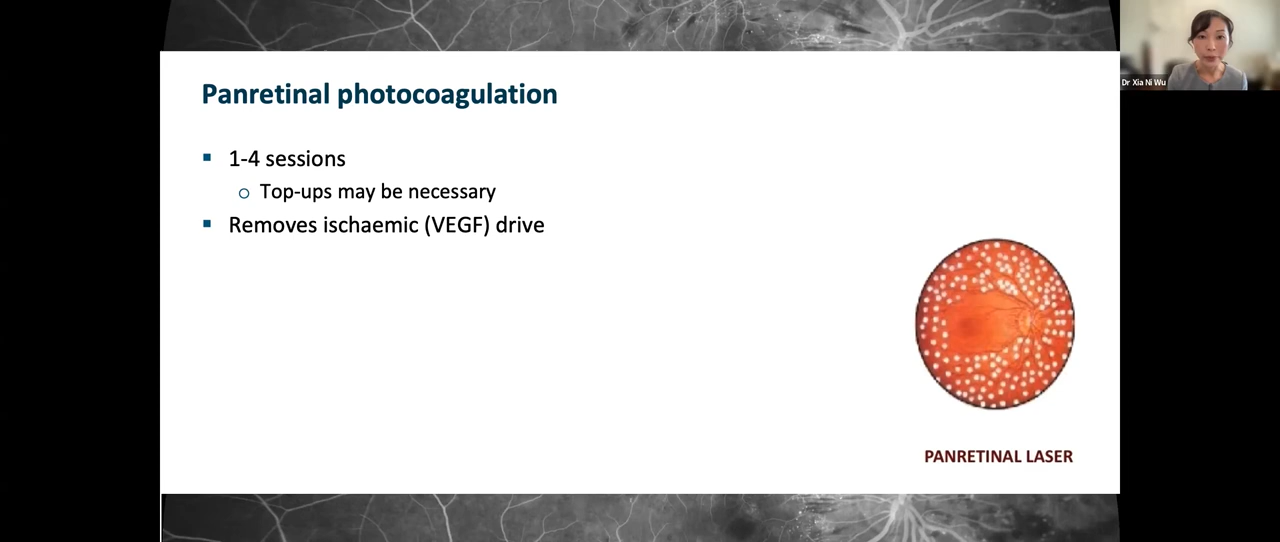 Panretinal photocoagulation
1-4 sessions
Top-ups may be necessary
Removes ischaemic (VEGF) drive
PANRETINAL LASER
Dr Xia Ni Wu